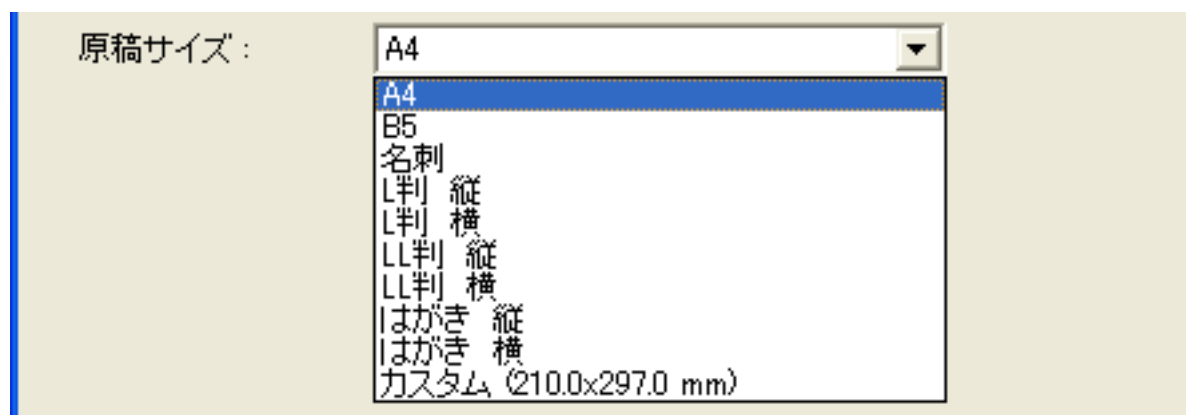 原稿サイズ： A4
A4
B5
名刺
L判 縦
L判 横
LL判 縦
LL判 横
はがき 縦
はがき 横
カスタム (210.0x297.0 mm)